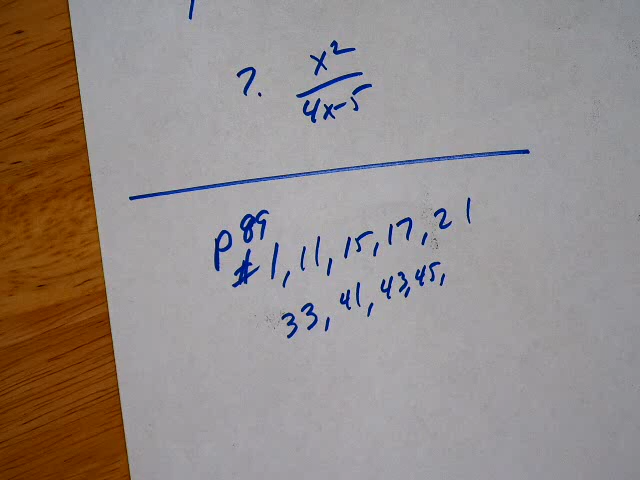 7. x²/4x-5
p89
#1, 11, 15, 17, 21
33, 41, 43, 45,